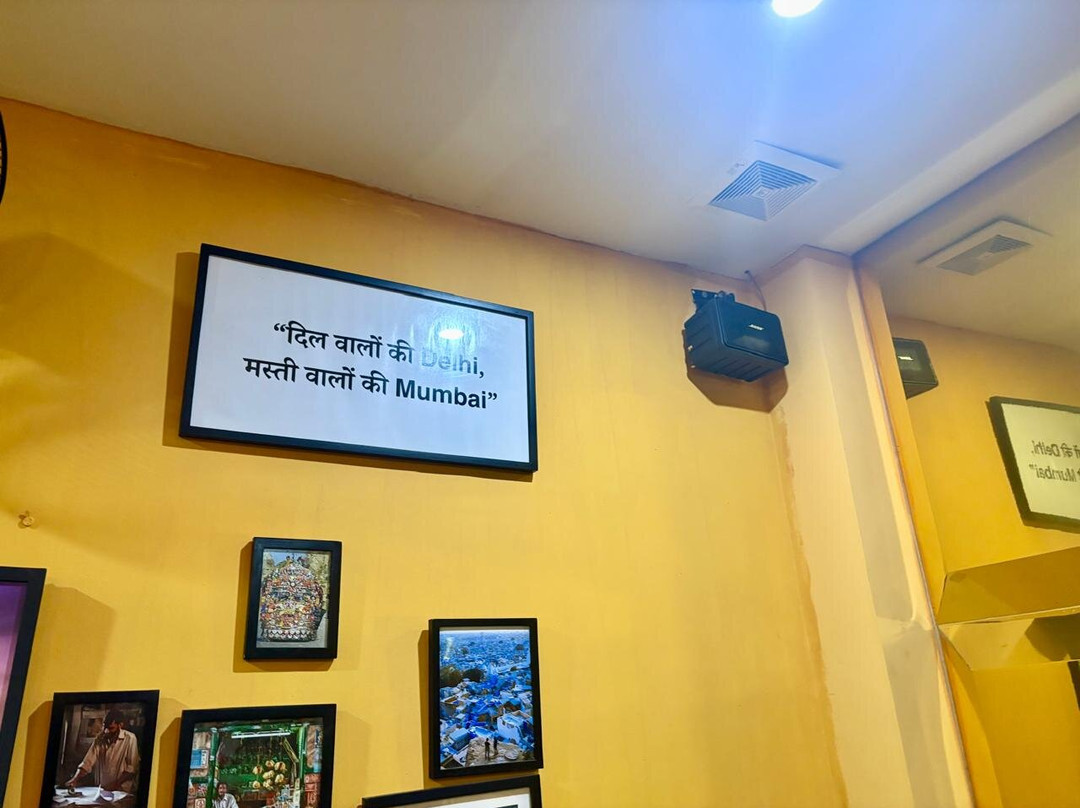 “दिल वालों की Delhi,
मस्ती वालों की Mumbai”